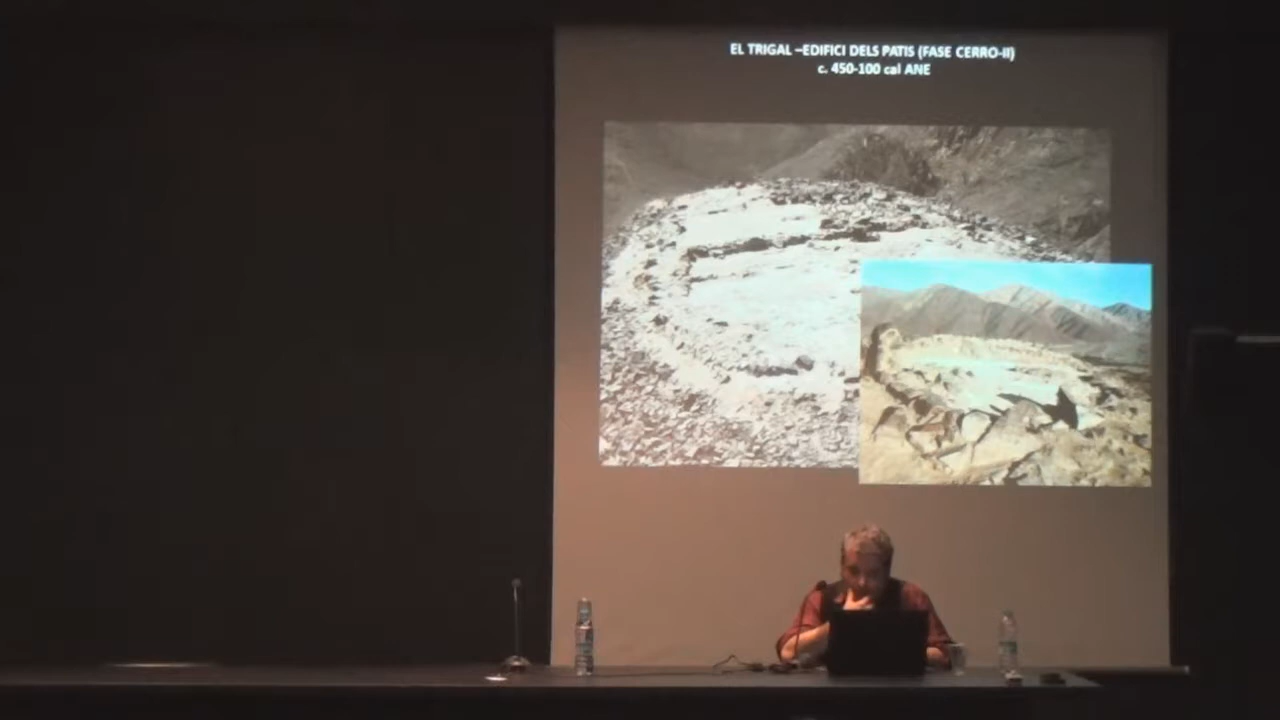 EL TRIGAL –EDIFICI DELS PATIS (FASE CERRO-II)
c. 450-100 cal ANE